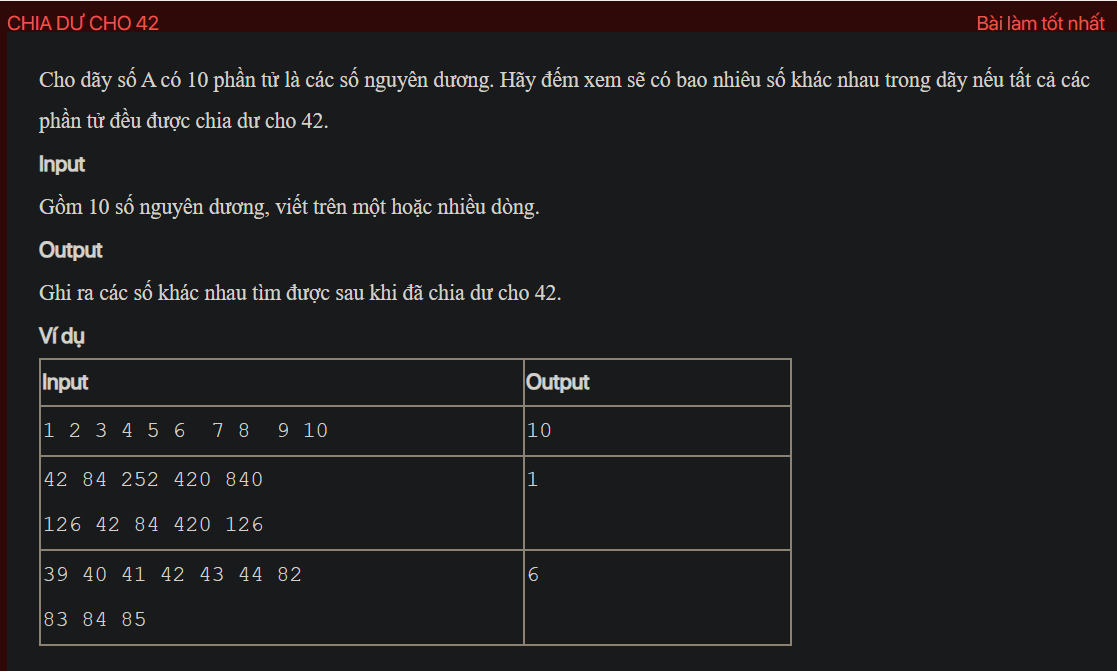 CHIA DƯ CHO 42
Bài làm tốt nhất
Cho dãy số A có 10 phần tử là các số nguyên dương. Hãy đếm xem sẽ có bao nhiêu số khác nhau trong dãy nếu tất cả các
phần tử đều được chia dư cho 42.
Input
Gồm 10 số nguyên dương, viết trên một hoặc nhiều dòng.
Output
Ghi ra các số khác nhau tìm được sau khi đã chia dư cho 42.
Ví dụ
Input Output
1 2 3 4 5 6  7 8  9 10 10
42 84 252 420 840 1
126 42 84 420 126
39 40 41 42 43 44 82 6
83 84 85